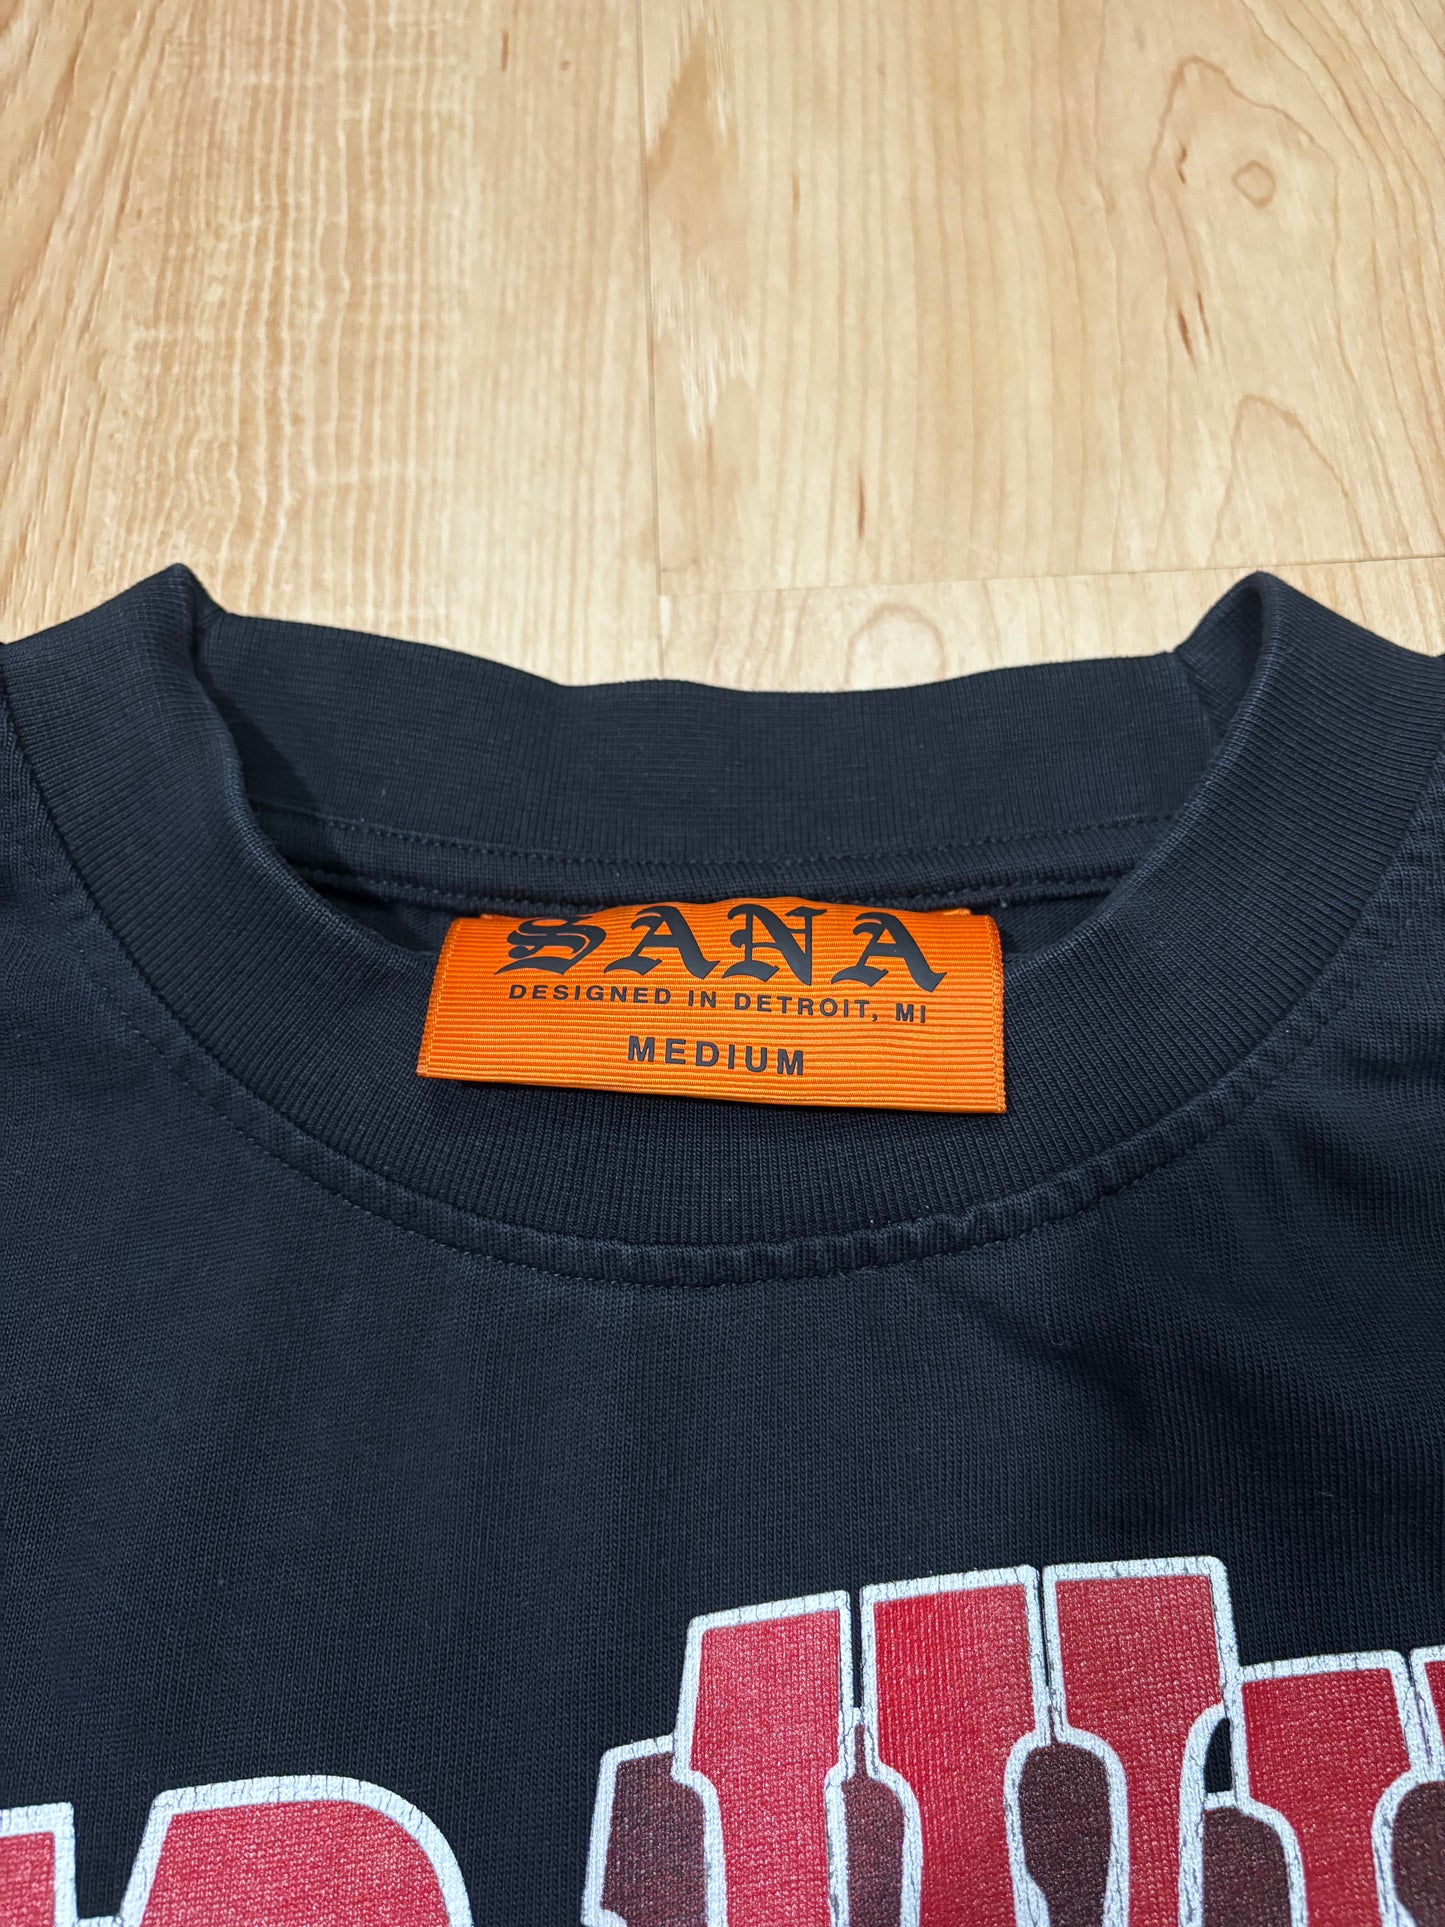 SANA
DESIGNED IN DETROIT, MI
MEDIUM